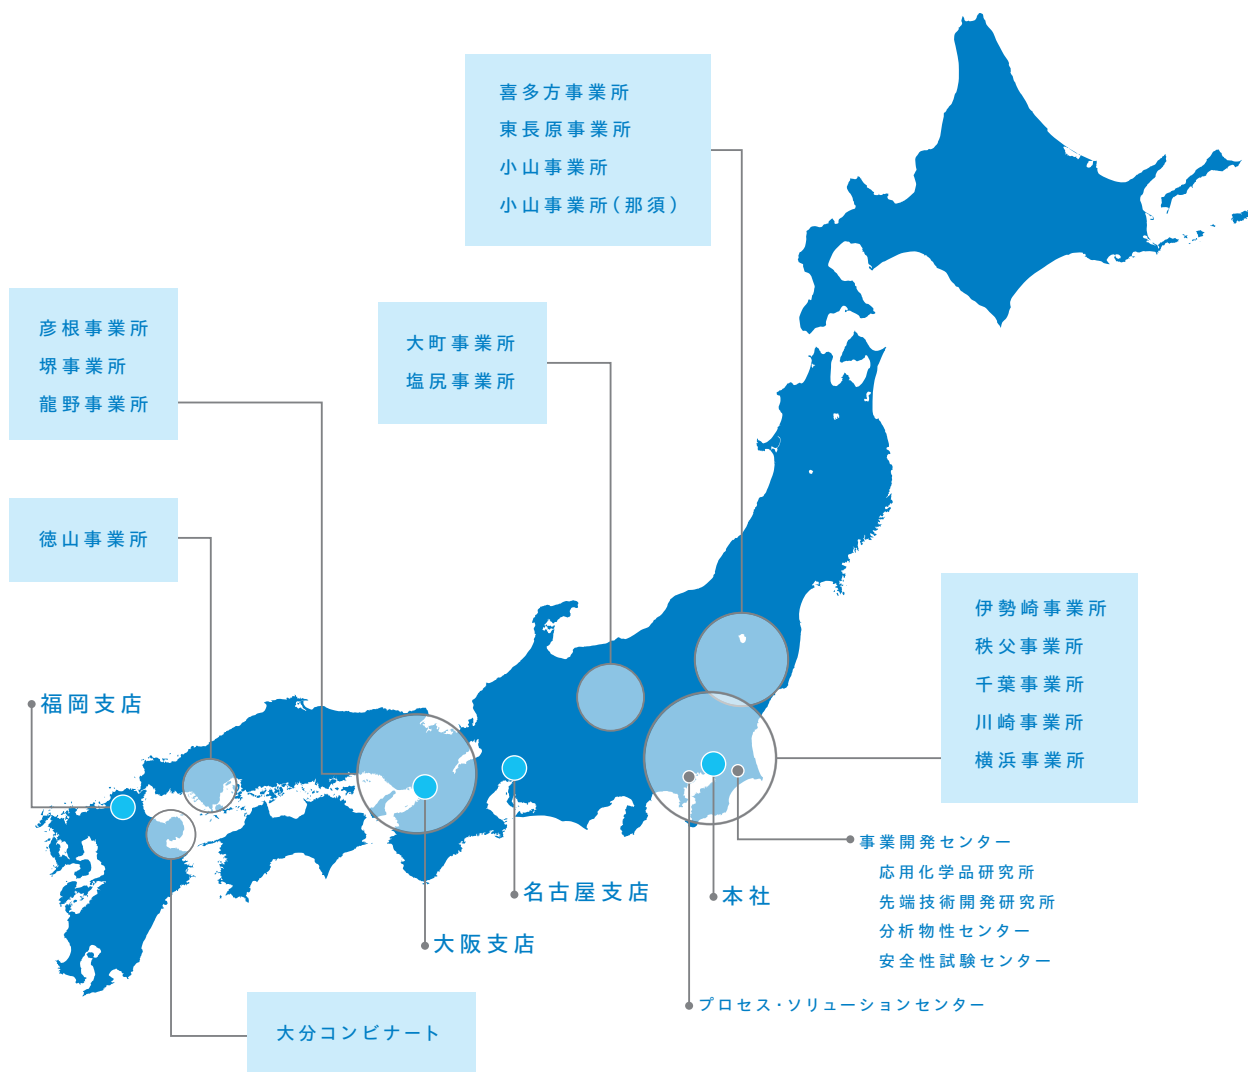 喜多方事業所
東長原事業所
小山事業所
小山事業所(那須)
彦根事業所
堺事業所
龍野事業所
大町事業所
塩尻事業所
徳山事業所
伊勢崎事業所
秩父事業所
千葉事業所
川崎事業所
横浜事業所
福岡支店
事業開発センター
応用化学品研究所
先端技術開発研究所
分析物性センター
安全性試験センター
名古屋支店
本社
大阪支店
プロセス・ソリューションセンター
大分コンビナート